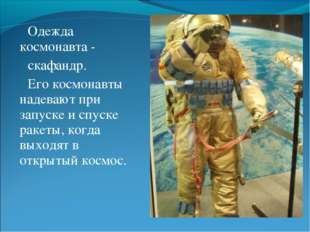 Одежда
космонавта -
скафандр.
Его космонавты
надевают при
запуске и спуске
ракеты, когда
выходят в
открытый космос.